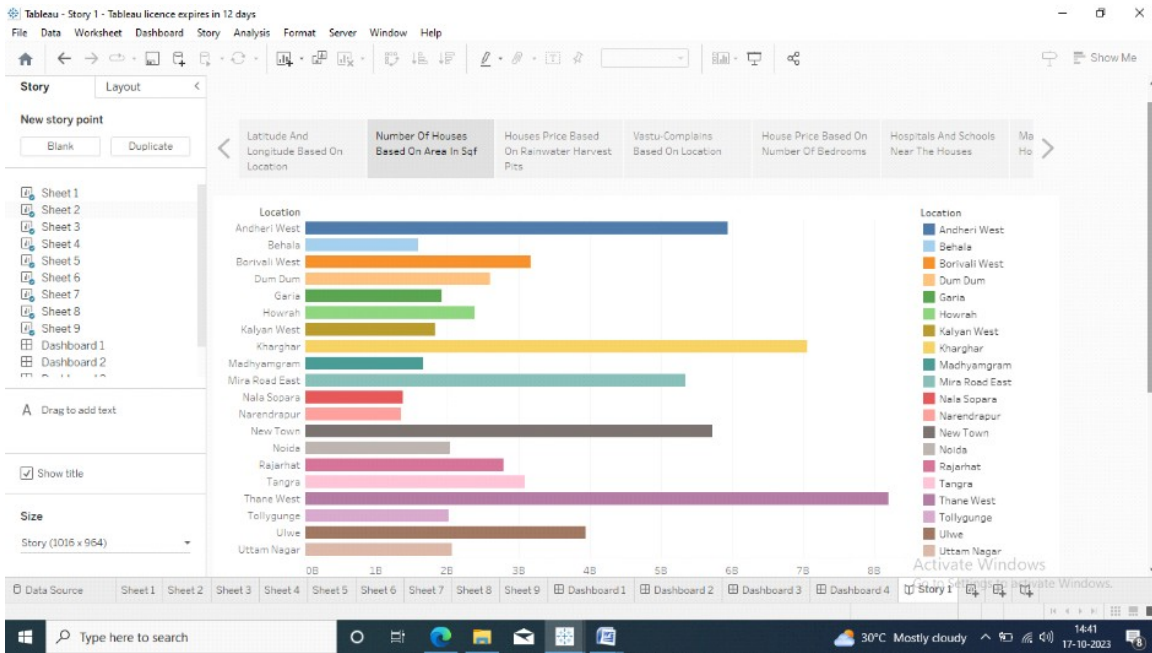 Tableau - Story 1 - Tableau licence expires in 12 days
File Data Worksheet Dashboard Story Analysis Format Server Window Help
Show Me
Story Layout
New story point
Blank Duplicate
Sheet 1
Sheet 2
Sheet 3
Sheet 4
Sheet 5
Sheet 6
Sheet 7
Sheet 8
Sheet 9
Dashboard 1
Dashboard 2
A Drag to add text
Show title
Size
Story (1016 x 964)
Latitude And
Longitude Based On
Location
Number Of Houses
Based On Area In Sqf
Houses Price Based
On Rainwater Harvest
Pits
Vastu-Complains
Based On Location
House Price Based On
Number Of Bedrooms
Hospitals And Schools
Near The Houses
Ma
Ho
Location
Andheri West
Behala
Borivali West
Dum Dum
Garia
Howrah
Kalyan West
Kharghar
Madhyamgram
Mira Road East
Nala Sopara
Narendrapur
New Town
Noida
Rajarhat
Tangra
Thane West
Tollygunge
Ulwe
Uttam Nagar
0B 1B 2B 3B 4B 5B 6B 7B 8B
Location
Andheri West
Behala
Borivali West
Dum Dum
Garia
Howrah
Kalyan West
Kharghar
Madhyamgram
Mira Road East
Nala Sopara
Narendrapur
New Town
Noida
Rajarhat
Tangra
Thane West
Tollygunge
Ulwe
Uttam Nagar
Activate Windows
Go to Settings to activate Windows.
Data Source Sheet 1 Sheet 2 Sheet 3 Sheet 4 Sheet 5 Sheet 6 Sheet 7 Sheet 8 Sheet 9 Dashboard 1 Dashboard 2 Dashboard 3 Dashboard 4 Story 1
Type here to search
30°C Mostly cloudy
14:41
17-10-2023